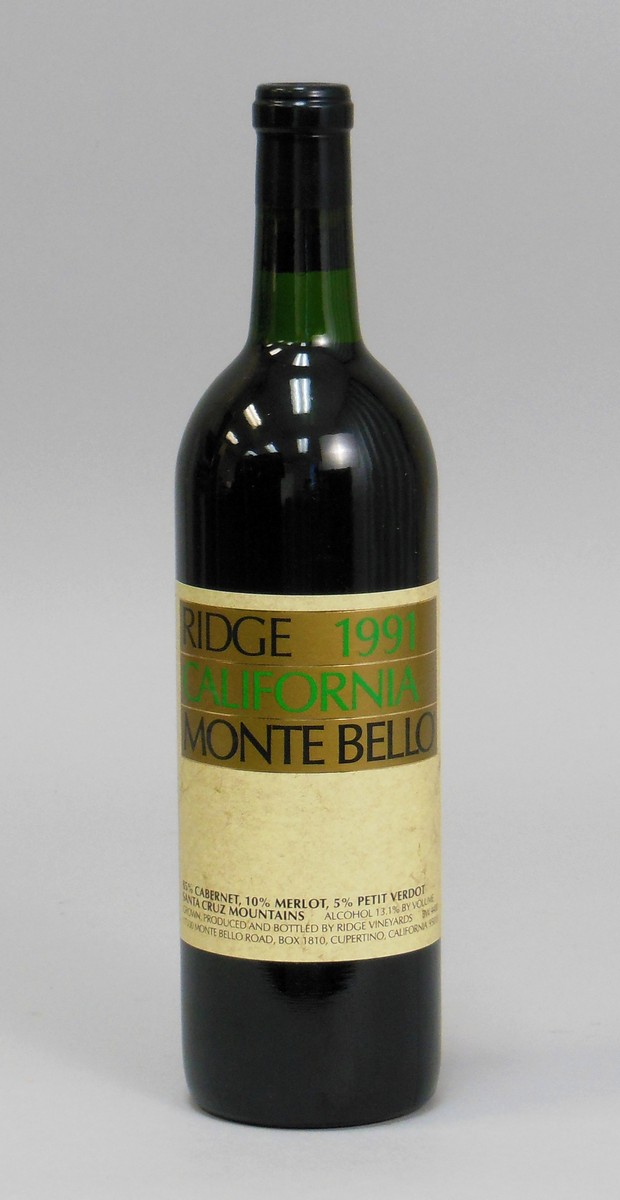 RIDGE 1991
CALIFORNIA
MONTE BELLO
85% CABERNET, 10% MERLOT, 5% PETIT VERDOT
SANTA CRUZ MOUNTAINS ALCOHOL 13.1% BY VOLUME
GROWN, PRODUCED AND BOTTLED BY RIDGE VINEYARDS
MONTE BELLO ROAD, BOX 1810, CUPERTINO, CALIFORNIA